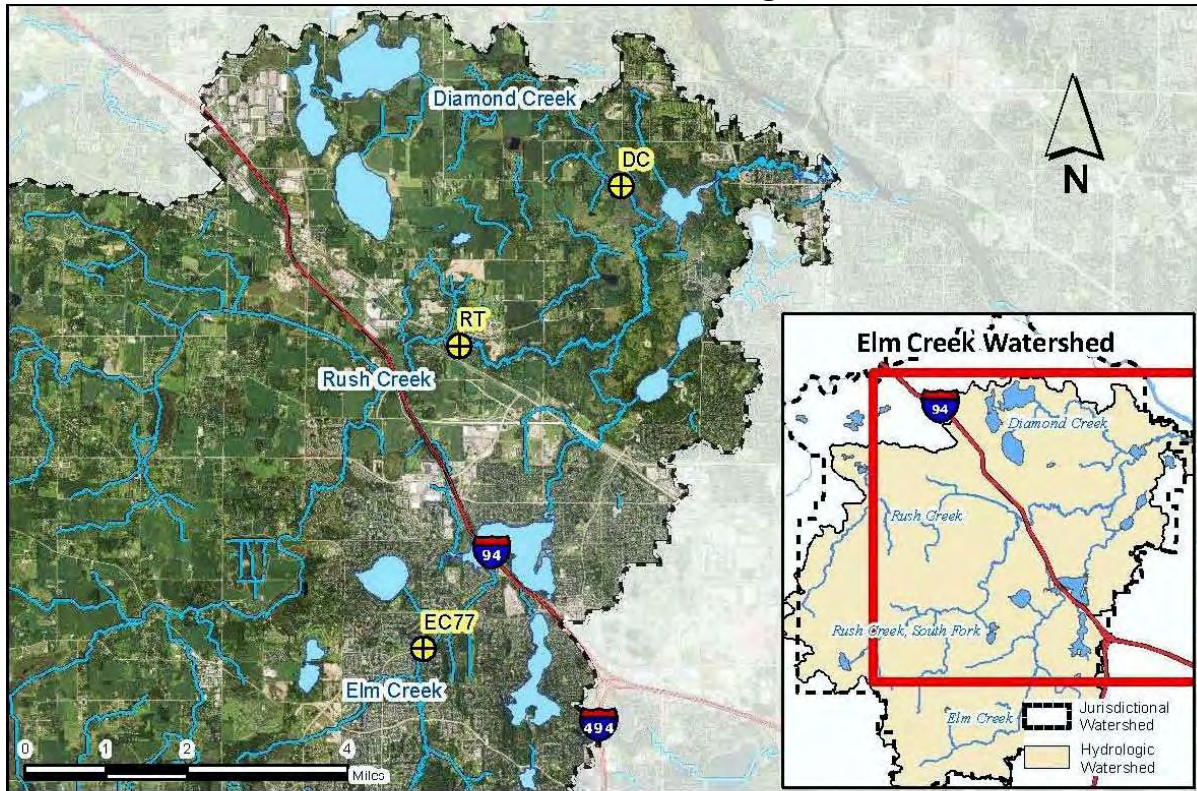 Diamond Creek
DC
N
RT
Rush Creek
94
EC77
Elm Creek
494
0 1 2 4
Miles
Elm Creek Watershed
94
Diamond Creek
Rush Creek
Rush Creek, South Fork
Elm Creek
Jurisdictional
Watershed
Hydrologic
Watershed